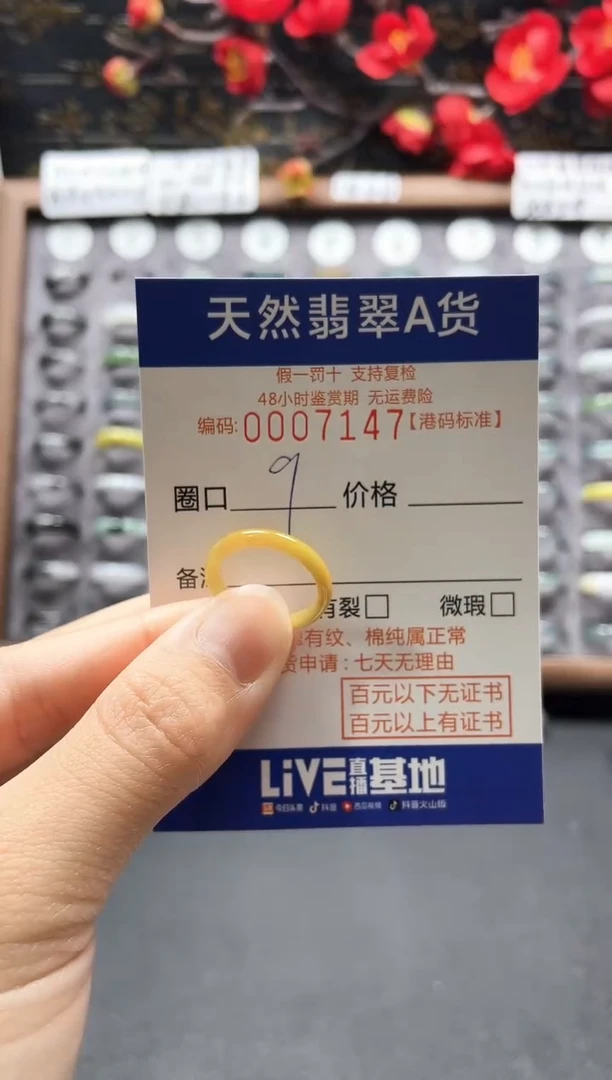 天然翡翠A货
假一罚十 支持复检
48小时鉴赏期 无运费险
编码:0007147【港码标准】
圈口 9 价格
备注
有裂□ 微瑕□
有纹、棉纯属正常
货申请:七天无理由
百元以下无证书
百元以上有证书
LiVE直播基地
今日头条 抖音 西瓜视频 抖音火山版